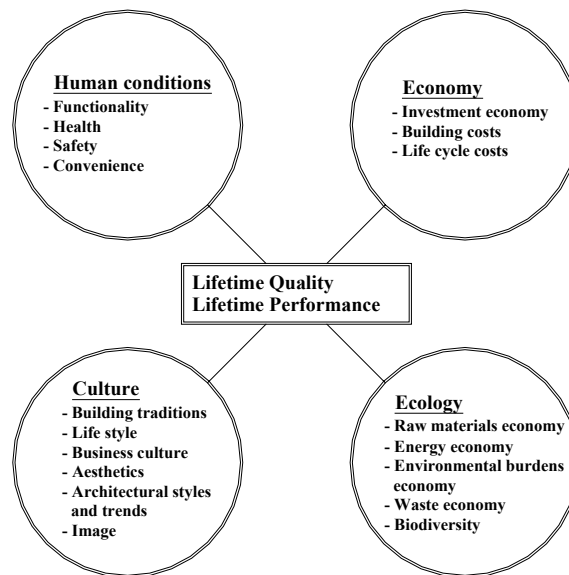 Human conditions
- Functionality
- Health
- Safety
- Convenience
Economy
- Investment economy
- Building costs
- Life cycle costs
Lifetime Quality
Lifetime Performance
Culture
- Building traditions
- Life style
- Business culture
- Aesthetics
- Architectural styles
and trends
- Image
Ecology
- Raw materials economy
- Energy economy
- Environmental burdens
economy
- Waste economy
- Biodiversity